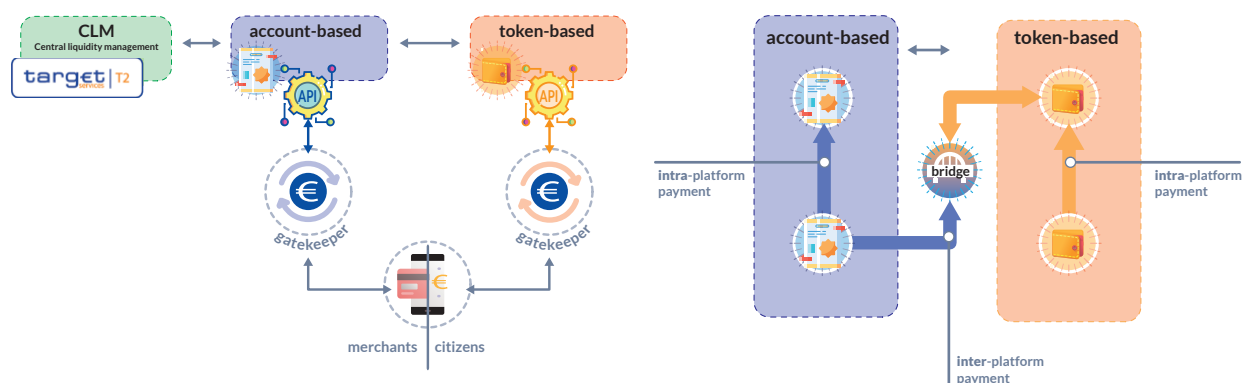 CLM
Central liquidity management
target | T2
services
account-based
token-based
API
API
€
€
gatekeeper
gatekeeper
€
merchants
citizens
account-based
token-based
bridge
intra-platform
payment
intra-platform
payment
inter-platform
payment